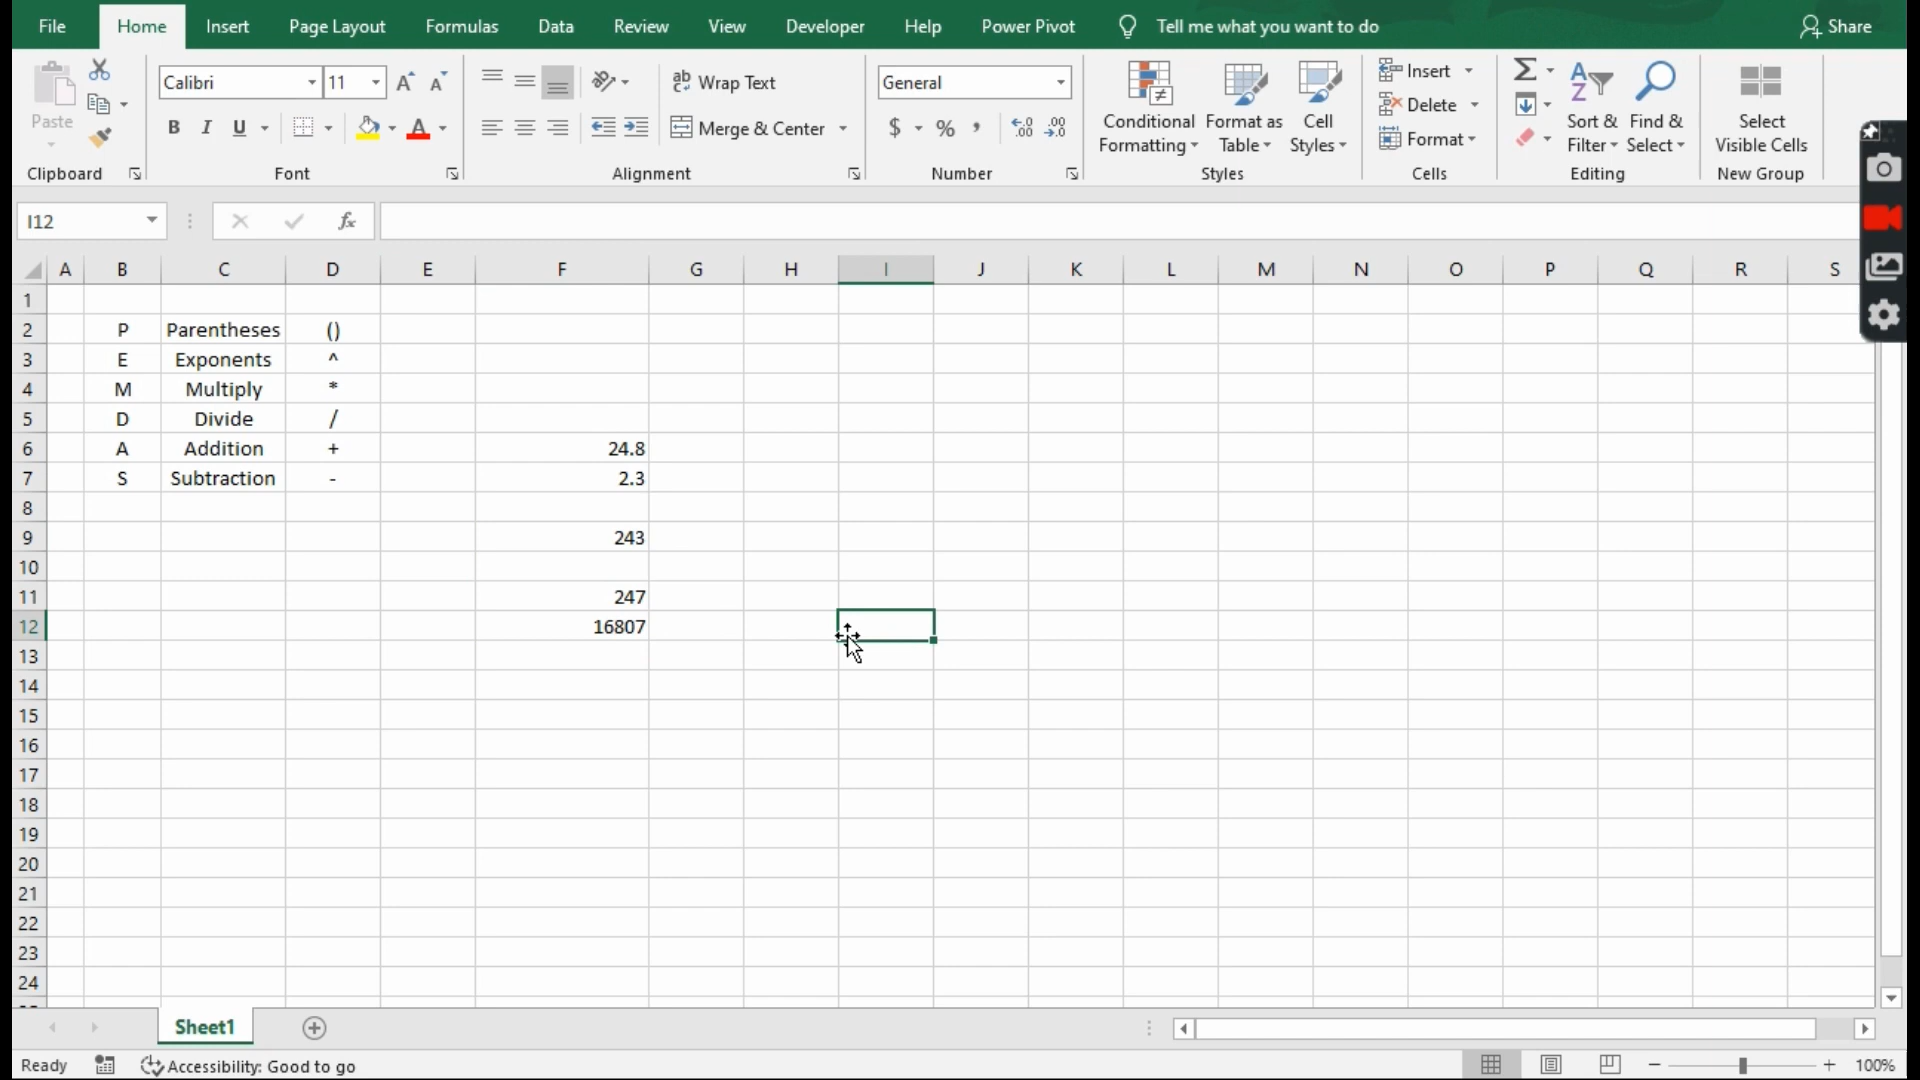 File Home Insert Page Layout Formulas Data Review View Developer Help Power Pivot Tell me what you want to do Share
Paste
Clipboard
Calibri 11 A A
B I U A
Font
ab Wrap Text
Merge & Center
Alignment
General
$ % , .00 .00
Number
Conditional Formatting
Format as Table
Cell Styles
Styles
Insert
Delete
Format
Cells
Sort & Filter
Find & Select
Editing
Select Visible Cells
New Group
I12 fx
A B C D E F G H I J K L M N O P Q R S
1
2 P Parentheses ()
3 E Exponents ^
4 M Multiply *
5 D Divide /
6 A Addition + 24.8
7 S Subtraction - 2.3
8
9 243
10
11 247
12 16807
13
14
15
16
17
18
19
20
21
22
23
24
Sheet1
Ready Accessibility: Good to go 100%